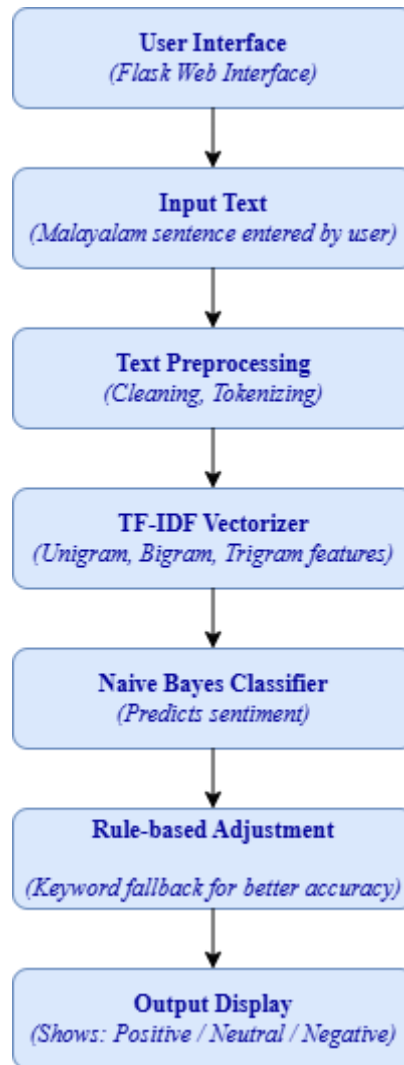 User Interface
(Flask Web Interface)
Input Text
(Malayalam sentence entered by user)
Text Preprocessing
(Cleaning, Tokenizing)
TF-IDF Vectorizer
(Unigram, Bigram, Trigram features)
Naive Bayes Classifier
(Predicts sentiment)
Rule-based Adjustment
(Keyword fallback for better accuracy)
Output Display
(Shows: Positive / Neutral / Negative)